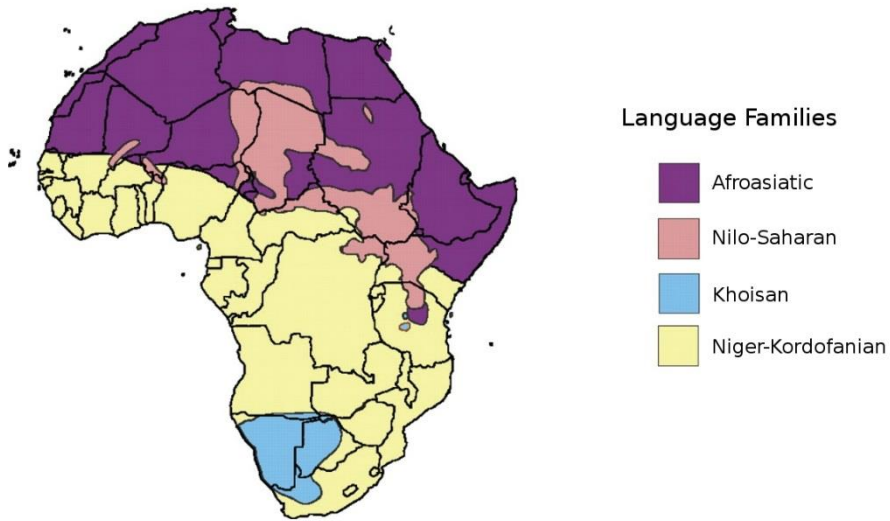 Language Families
Afroasiatic
Nilo-Saharan
Khoisan
Niger-Kordofanian